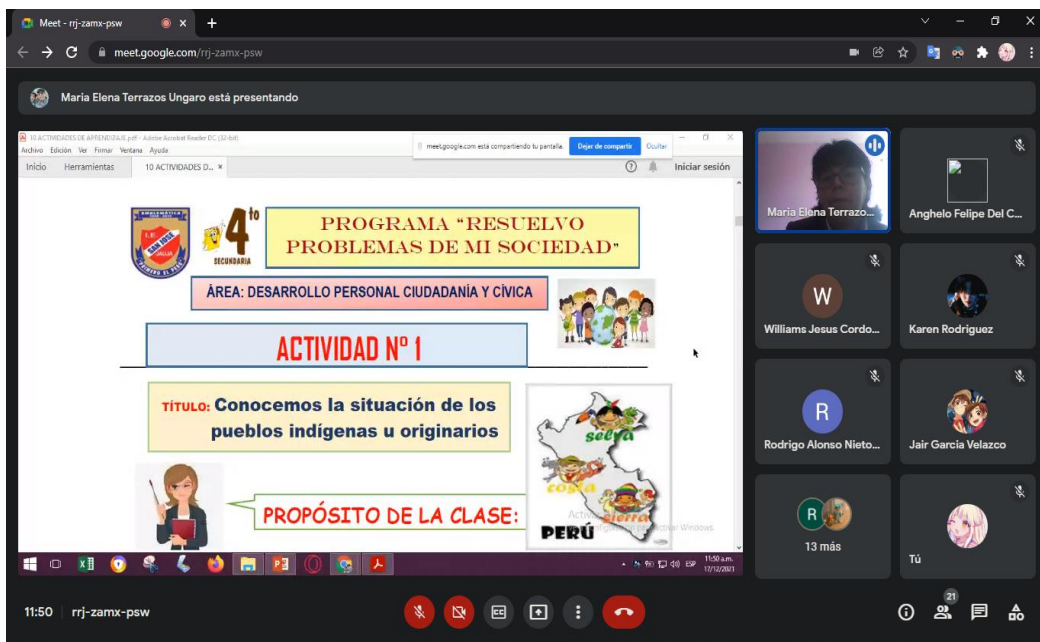 Meet - rrj-zamx-psw
meet.google.com/rrj-zamx-psw
Maria Elena Terrazos Ungaro está presentando
10 ACTIVIDADES DE APRENDIZAJE.pdf - Adobe Acrobat Reader DC (32-bit)
Archivo Edición Ver Firmar Ventana Ayuda
meet.google.com está compartiendo tu pantalla. Dejar de compartir Ocultar
Inicio Herramientas 10 ACTIVIDADES D... × Iniciar sesión
SAN JOSE
JAUJA
4to
SECUNDARIA
PROGRAMA “RESUELVO
PROBLEMAS DE MI SOCIEDAD”
ÁREA: DESARROLLO PERSONAL CIUDADANÍA Y CÍVICA
ACTIVIDAD Nº 1
TÍTULO: Conocemos la situación de los
pueblos indígenas u originarios
selva
costa
sierra
PERÚ
PROPÓSITO DE LA CLASE:
11:50 a.m.
ESP
17/12/2021
Maria Elena Terrazo...
Anghelo Felipe Del C...
W
Williams Jesus Cordo...
Karen Rodriguez
R
Rodrigo Alonso Nieto...
Jair Garcia Velazco
R
13 más
Tú
11:50 rrj-zamx-psw
21